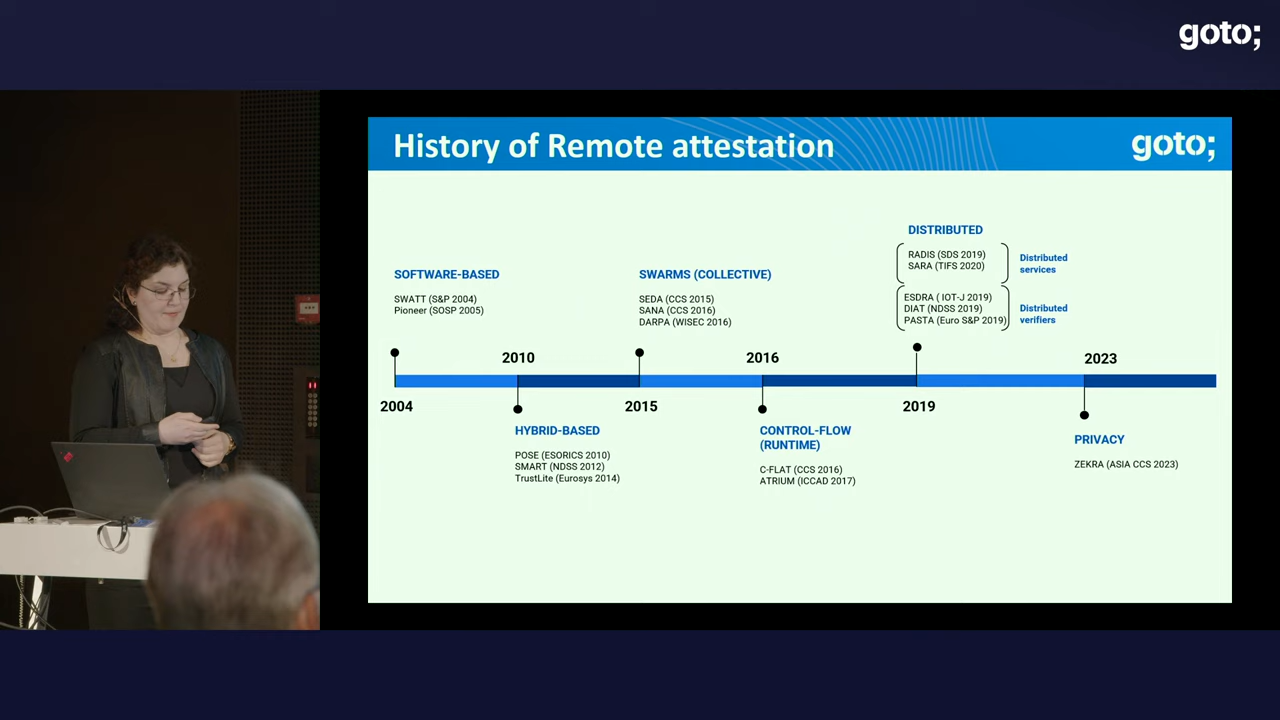 goto;
History of Remote attestation
goto;
DISTRIBUTED
RADIS (SDS 2019)
SARA (TIFS 2020)
Distributed
services
ESDRA ( IOT-J 2019)
DIAT (NDSS 2019)
PASTA (Euro S&P 2019)
Distributed
verifiers
SOFTWARE-BASED
SWATT (S&P 2004)
Pioneer (SOSP 2005)
SWARMS (COLLECTIVE)
SEDA (CCS 2015)
SANA (CCS 2016)
DARPA (WISEC 2016)
2010
2016
2023
2004
2015
2019
HYBRID-BASED
POSE (ESORICS 2010)
SMART (NDSS 2012)
TrustLite (Eurosys 2014)
CONTROL-FLOW
(RUNTIME)
C-FLAT (CCS 2016)
ATRIUM (ICCAD 2017)
PRIVACY
ZEKRA (ASIA CCS 2023)